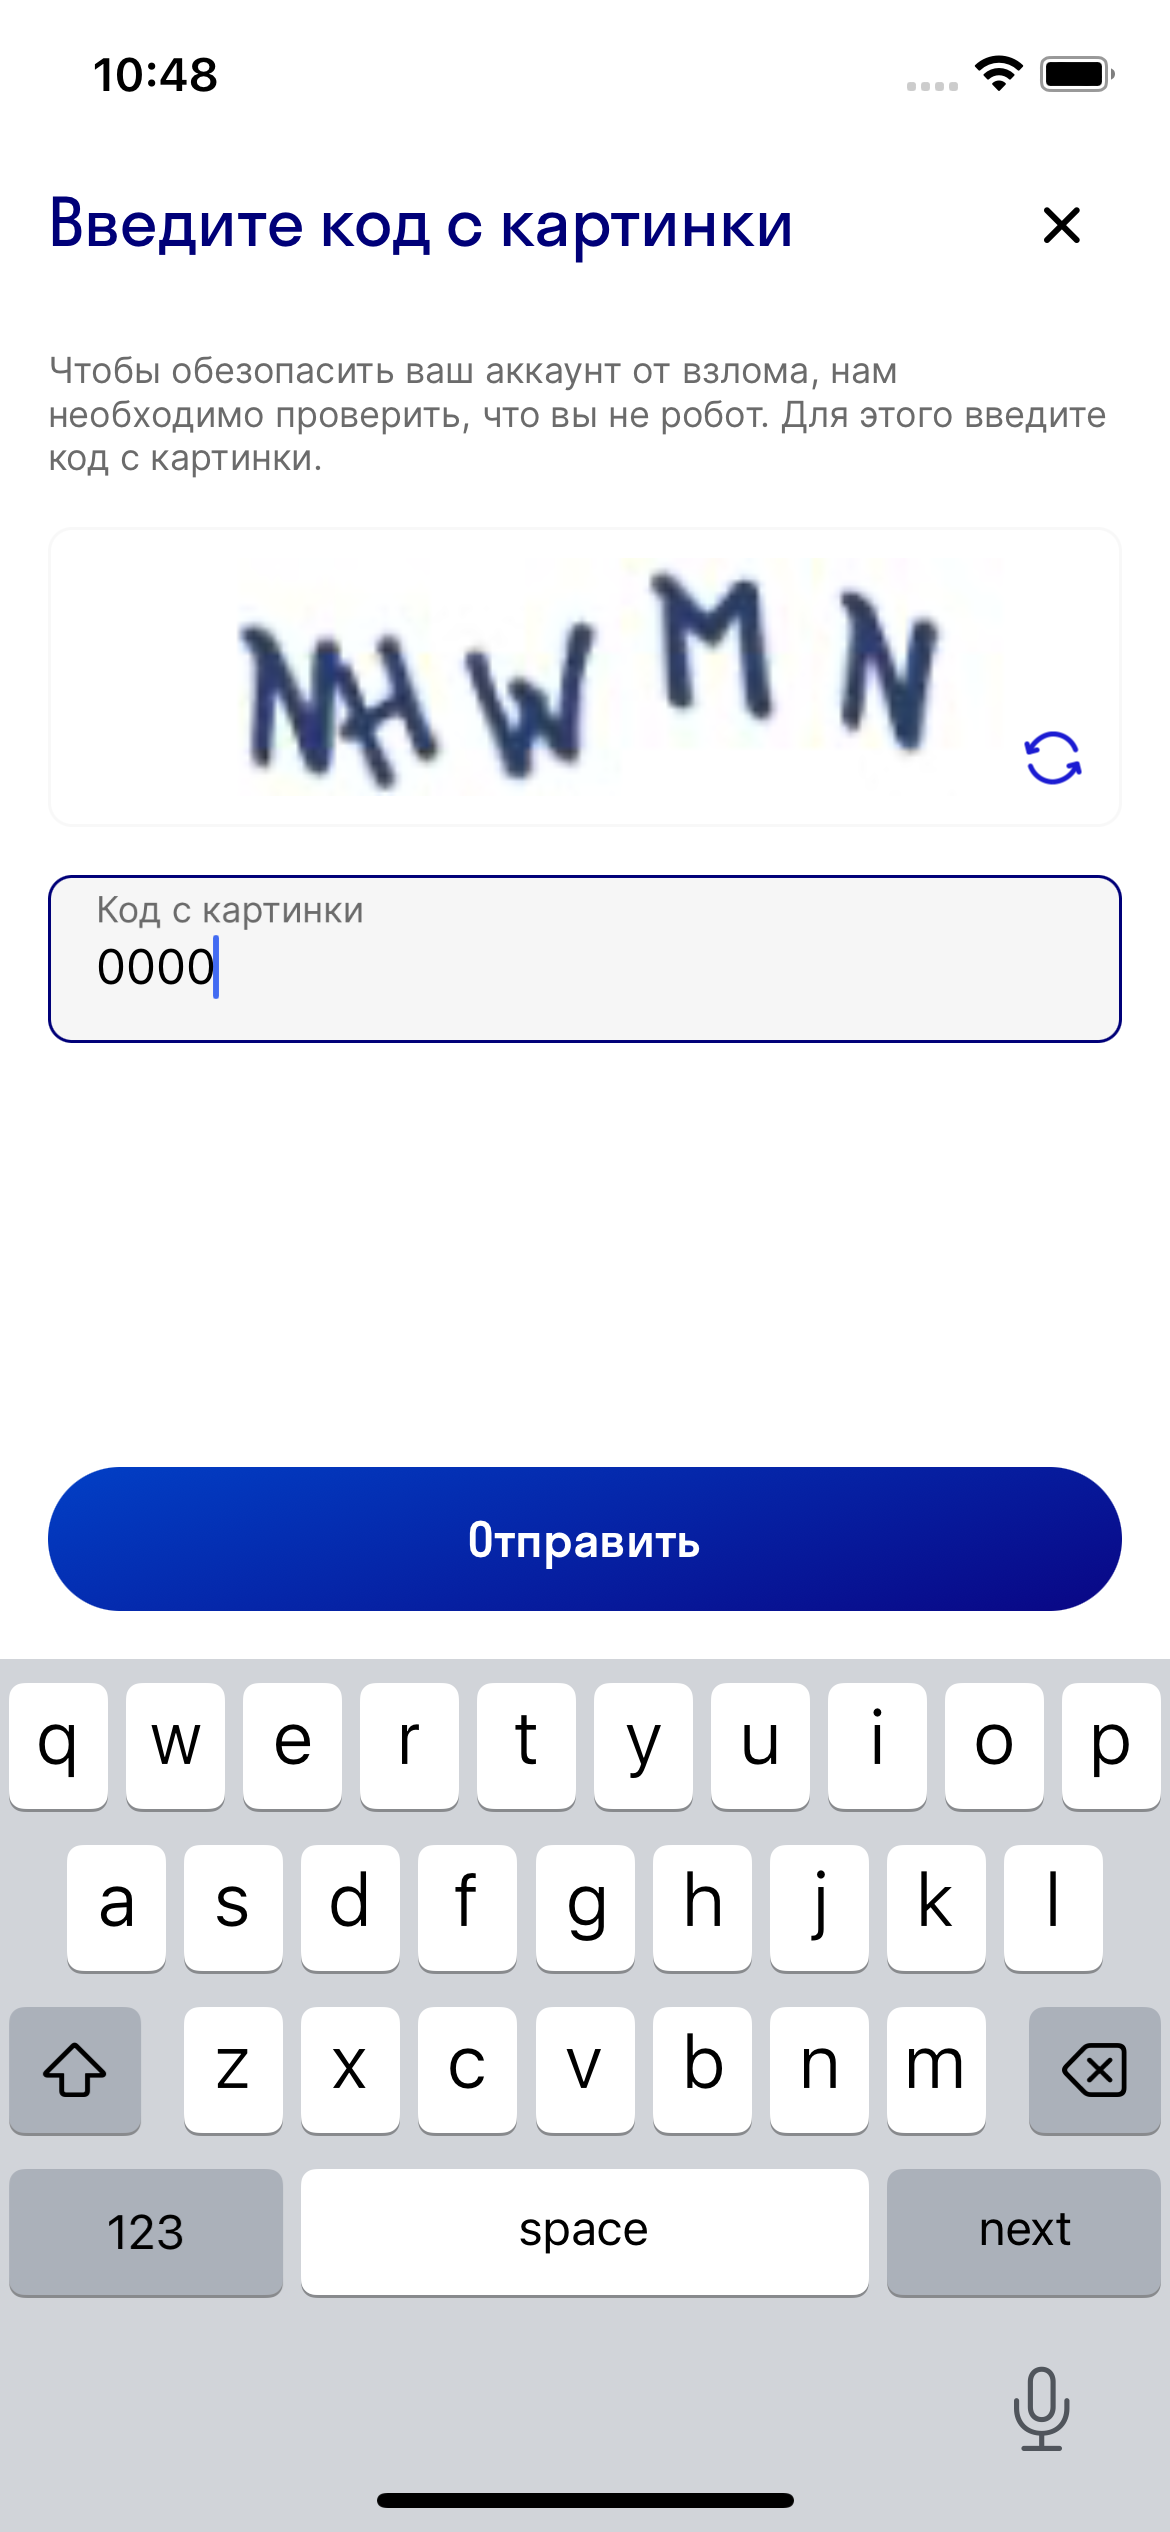 10:48
Введите код с картинки
Чтобы обезопасить ваш аккаунт от взлома, нам
необходимо проверить, что вы не робот. Для этого введите
код с картинки.
NHWMN
Код с картинки
0000
Отправить
q w e r t y u i o p
a s d f g h j k l
z x c v b n m
123 space next